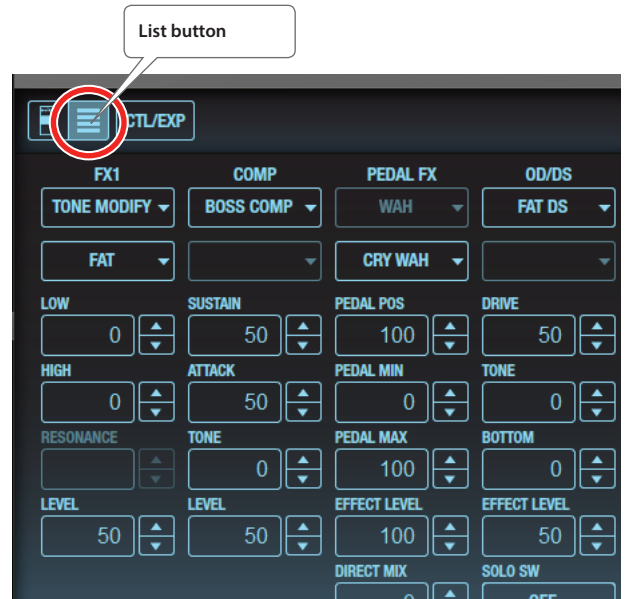 List button
CTL/EXP
FX1 COMP PEDAL FX OD/DS
TONE MODIFY BOSS COMP WAH FAT DS
FAT CRY WAH
LOW SUSTAIN PEDAL POS DRIVE
0 50 100 50
HIGH ATTACK PEDAL MIN TONE
0 50 0 0
RESONANCE TONE PEDAL MAX BOTTOM
0 100 0
LEVEL LEVEL EFFECT LEVEL EFFECT LEVEL
50 50 100 50
DIRECT MIX SOLO SW
0 OFF